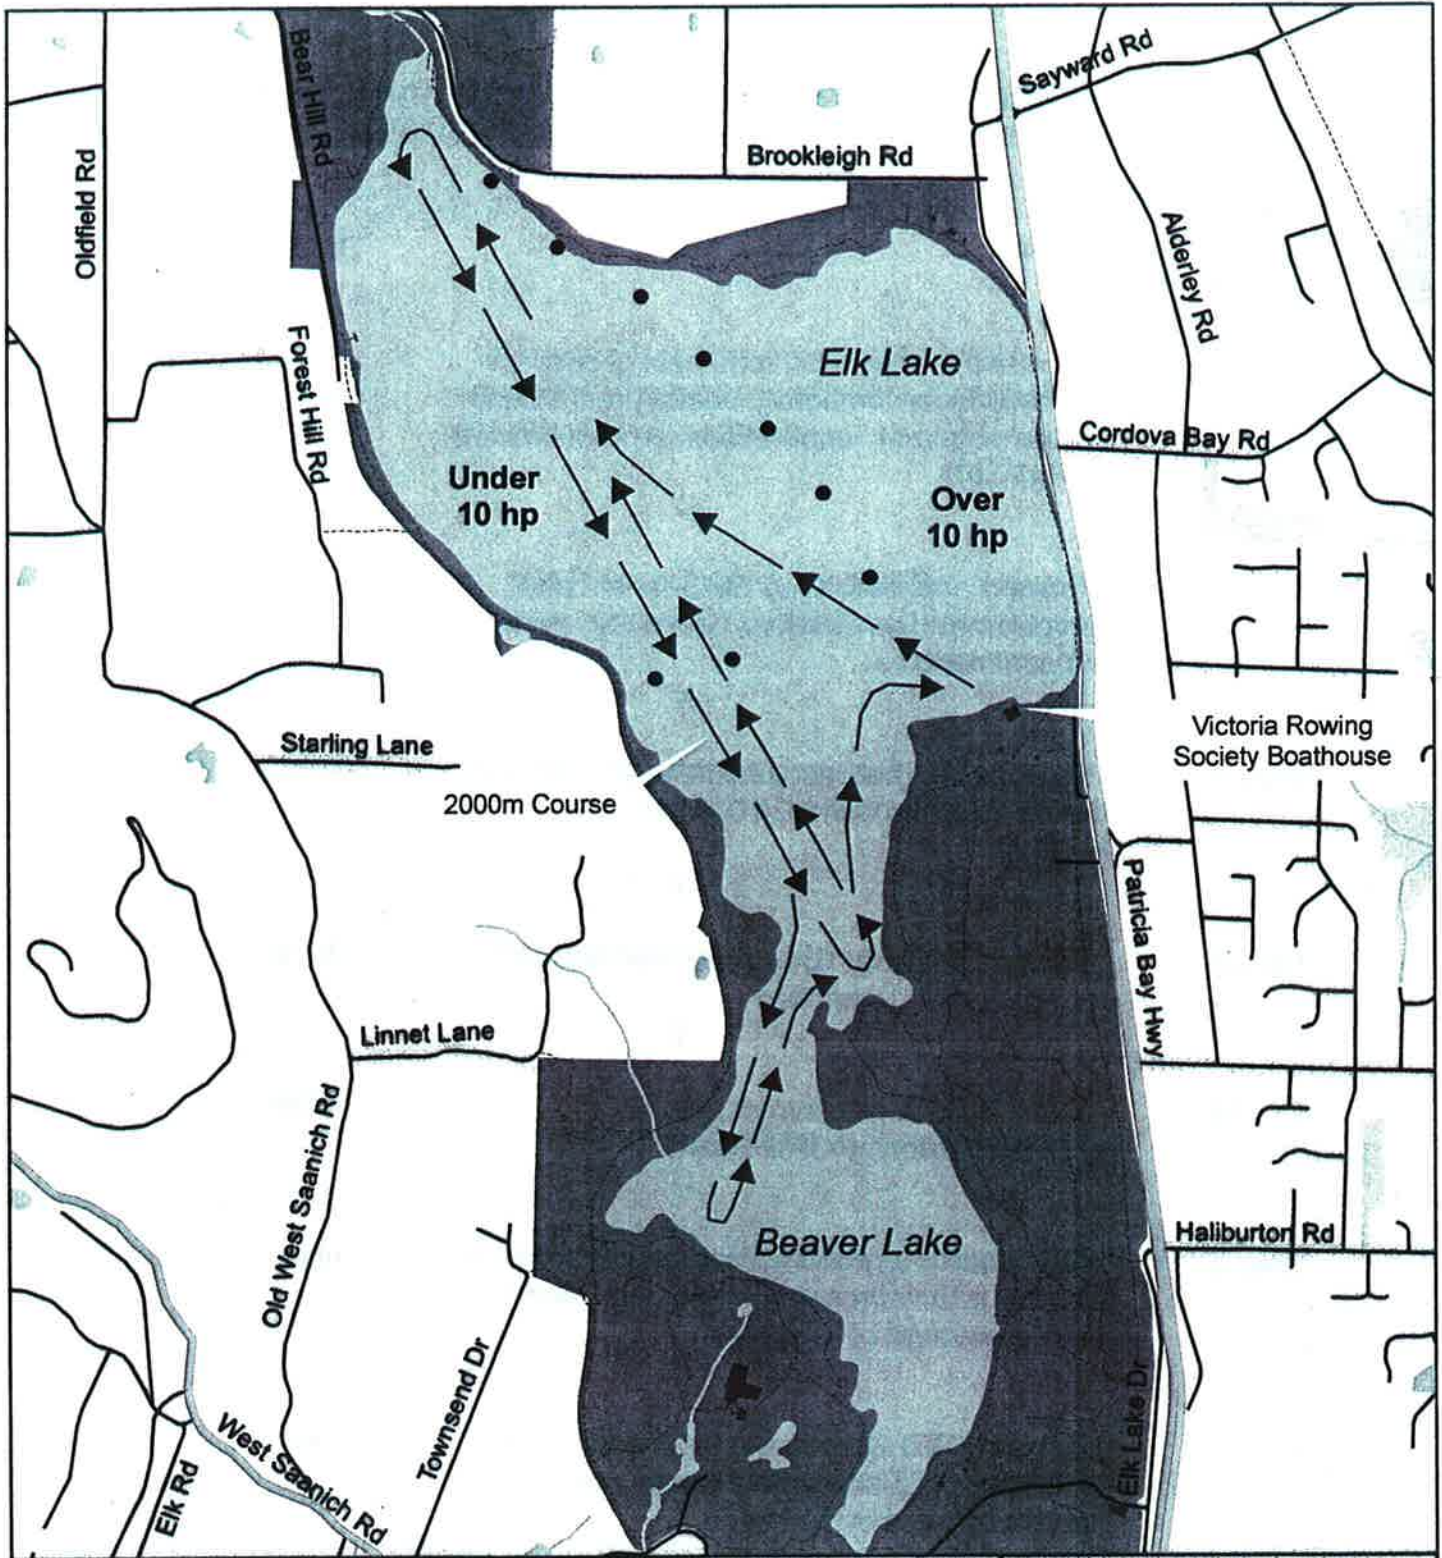 Bear Hill Rd
Sayward Rd
Brookleigh Rd
Oldfield Rd
Alderley Rd
Forest Hill Rd
Elk Lake
Cordova Bay Rd
Under
10 hp
Over
10 hp
Starling Lane
Victoria Rowing
Society Boathouse
2000m Course
Patricia Bay Hwy
Linnet Lane
Old West Saanich Rd
Beaver Lake
Haliburton Rd
Townsend Dr
Elk Lake Dr
West Saanich Rd
Elk Rd